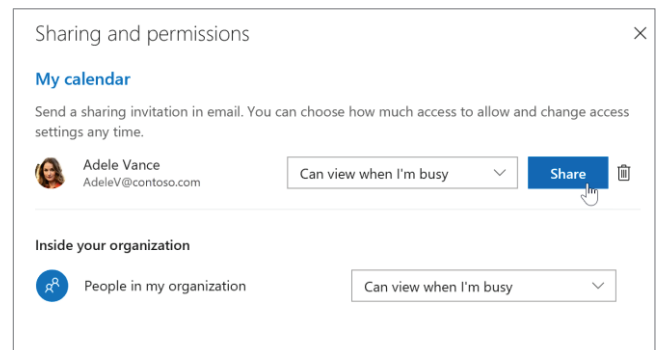 Sharing and permissions
My calendar
Send a sharing invitation in email. You can choose how much access to allow and change access
settings any time.
Adele Vance
AdeleV@contoso.com
Can view when I'm busy
Share
Inside your organization
People in my organization
Can view when I'm busy